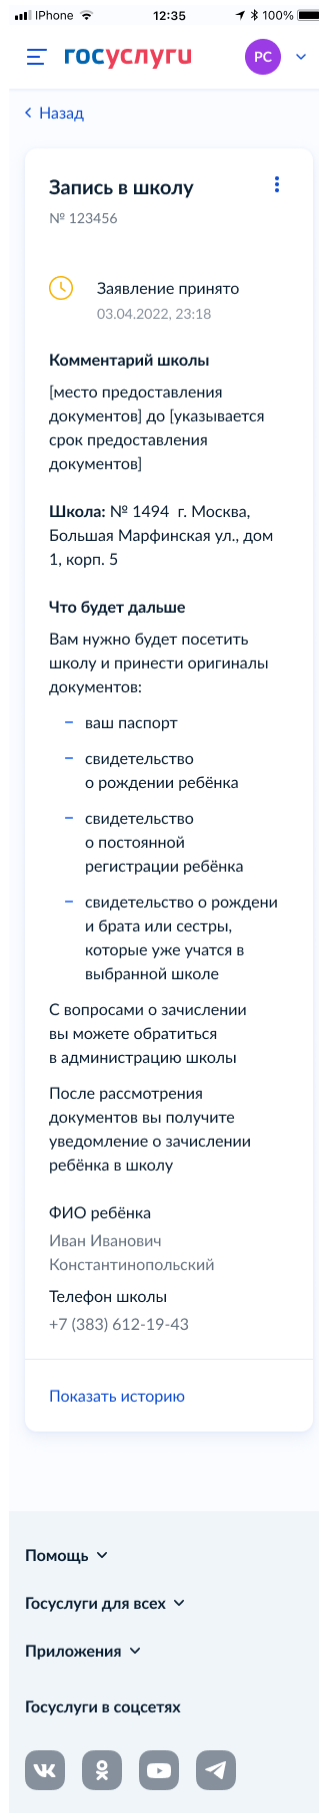 IPhone 12:35 100%
госуслуги РС
Назад
Запись в школу
№ 123456
Заявление принято
03.04.2022, 23:18
Комментарий школы
[место предоставления
документов] до [указывается
срок предоставления
документов]
Школа: № 1494 г. Москва,
Большая Марфинская ул., дом
1, корп. 5
Что будет дальше
Вам нужно будет посетить
школу и принести оригиналы
документов:
– ваш паспорт
– свидетельство
о рождении ребёнка
– свидетельство
о постоянной
регистрации ребёнка
– свидетельство о рождени
и брата или сестры,
которые уже учатся в
выбранной школе
С вопросами о зачислении
вы можете обратиться
в администрацию школы
После рассмотрения
документов вы получите
уведомление о зачислении
ребёнка в школу
ФИО ребёнка
Иван Иванович
Константинопольский
Телефон школы
+7 (383) 612-19-43
Показать историю
Помощь
Госуслуги для всех
Приложения
Госуслуги в соцсетях